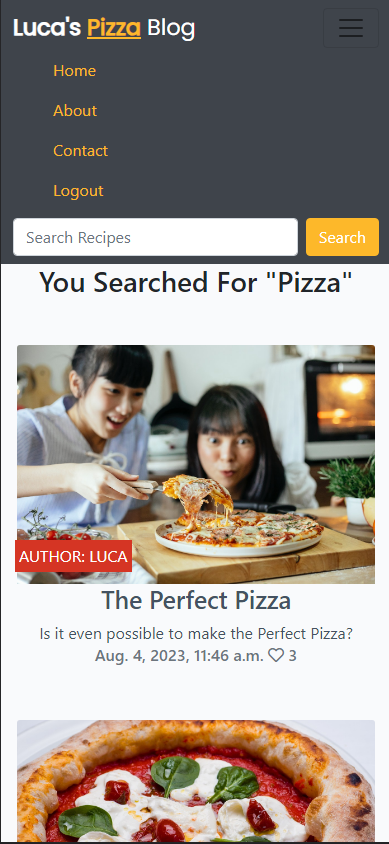 Luca's Pizza Blog
Home
About
Contact
Logout
Search Recipes
Search
You Searched For "Pizza"
AUTHOR: LUCA
The Perfect Pizza
Is it even possible to make the Perfect Pizza?
Aug. 4, 2023, 11:46 a.m. 3